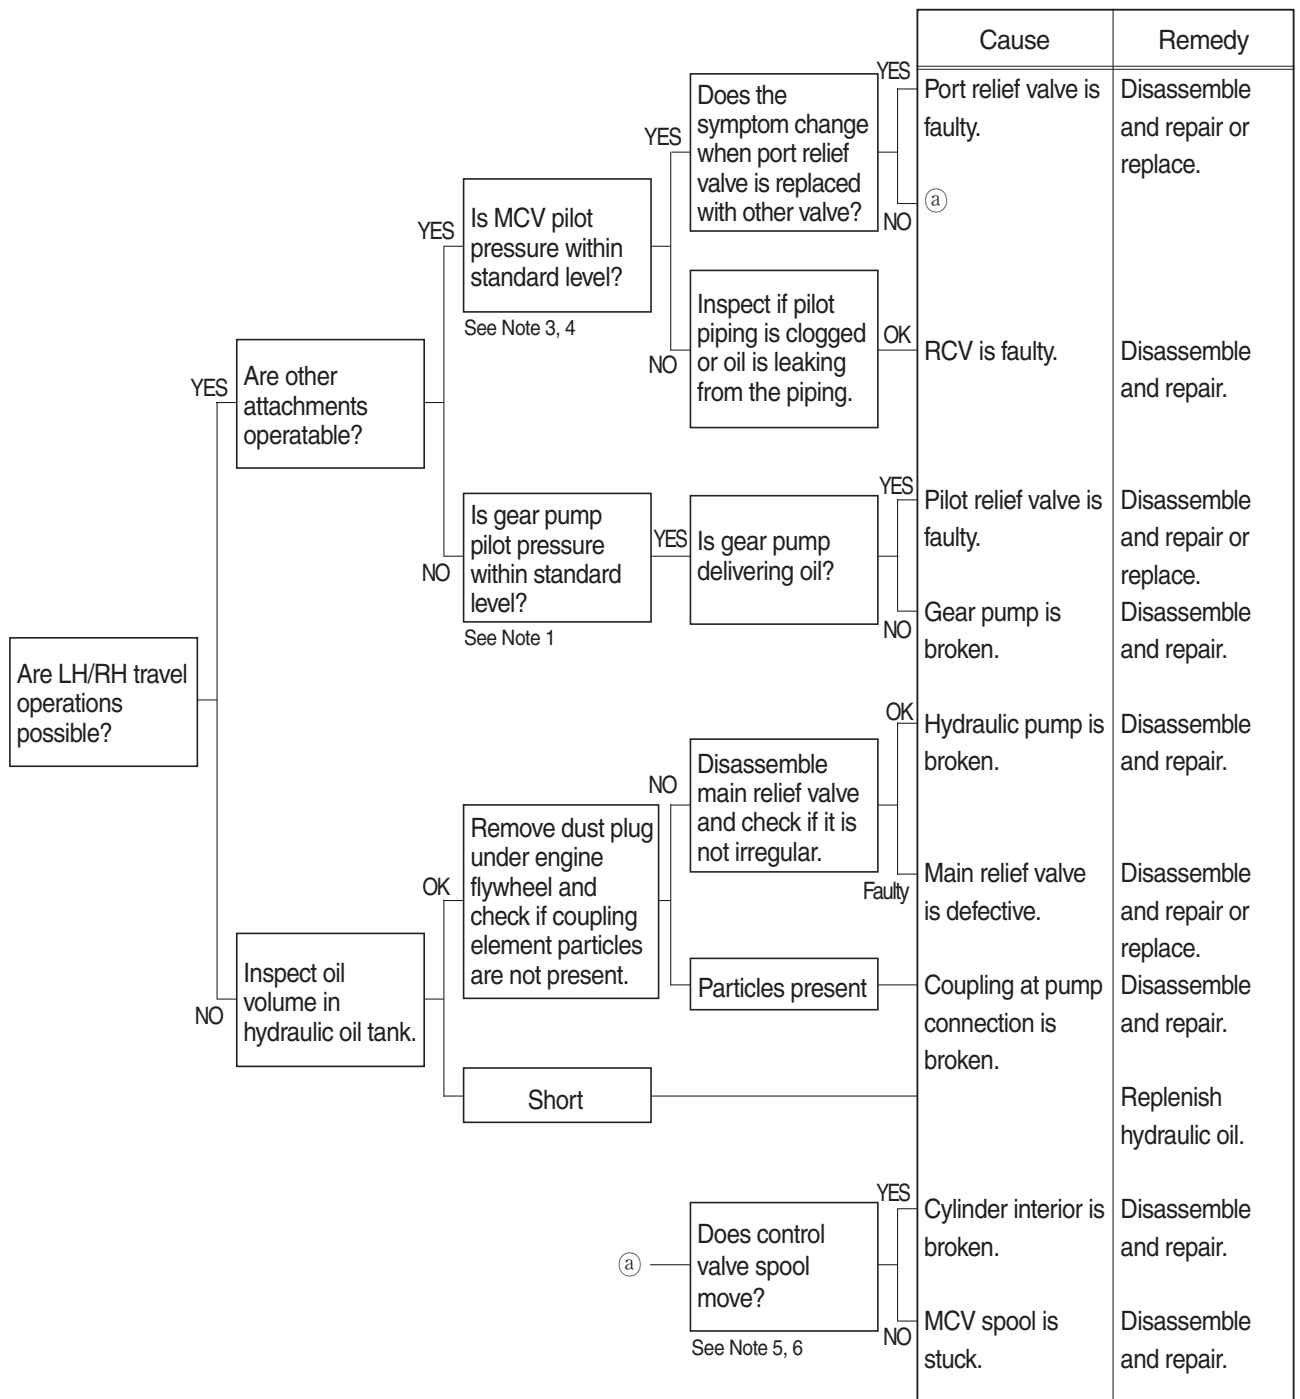 Cause
Remedy
YES
Does the
symptom change
when port relief
valve is replaced
with other valve?
YES
NO
Port relief valve is
faulty.
Disassemble
and repair or
replace.
ⓐ
YES
Is MCV pilot
pressure within
standard level?
See Note 3, 4
NO
Inspect if pilot
piping is clogged
or oil is leaking
from the piping.
OK
RCV is faulty.
Disassemble
and repair.
YES
Are other
attachments
operatable?
NO
Is gear pump
pilot pressure
within standard
level?
See Note 1
YES
Is gear pump
delivering oil?
YES
Pilot relief valve is
faulty.
Disassemble
and repair or
replace.
NO
Gear pump is
broken.
Disassemble
and repair.
Are LH/RH travel
operations
possible?
NO
Inspect oil
volume in
hydraulic oil tank.
OK
Remove dust plug
under engine
flywheel and
check if coupling
element particles
are not present.
NO
Disassemble
main relief valve
and check if it is
not irregular.
OK
Hydraulic pump is
broken.
Disassemble
and repair.
Faulty
Main relief valve
is defective.
Disassemble
and repair or
replace.
Particles present
Coupling at pump
connection is
broken.
Disassemble
and repair.
Short
Replenish
hydraulic oil.
ⓐ
Does control
valve spool
move?
See Note 5, 6
YES
Cylinder interior is
broken.
Disassemble
and repair.
NO
MCV spool is
stuck.
Disassemble
and repair.